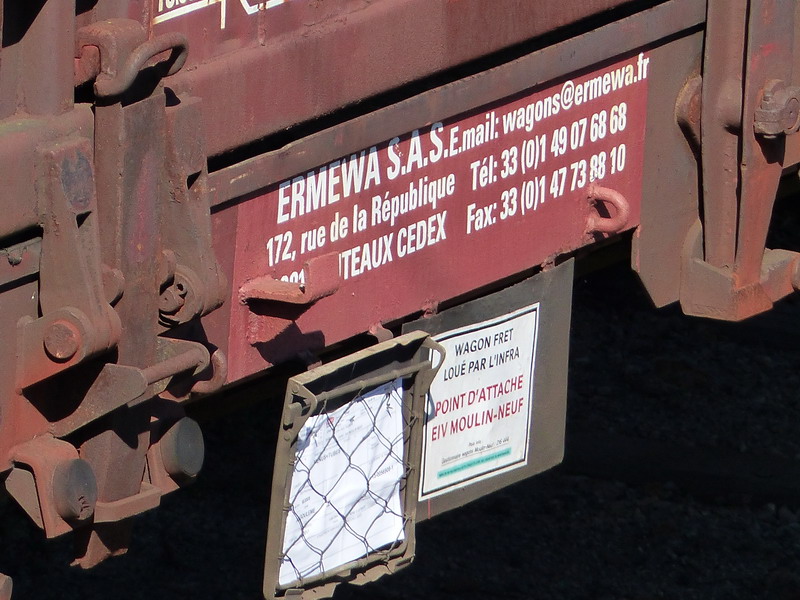 ERMEWA S.A.S.
172, rue de la République
TEAUX CEDEX
E.mail: wagons@ermewa.fr
Tél: 33 (0)1 49 07 68 68
Fax: 33 (0)1 47 73 88 10
WAGON FRET
LOUÉ PAR L'INFRA
POINT D'ATTACHE
EIV MOULIN-NEUF